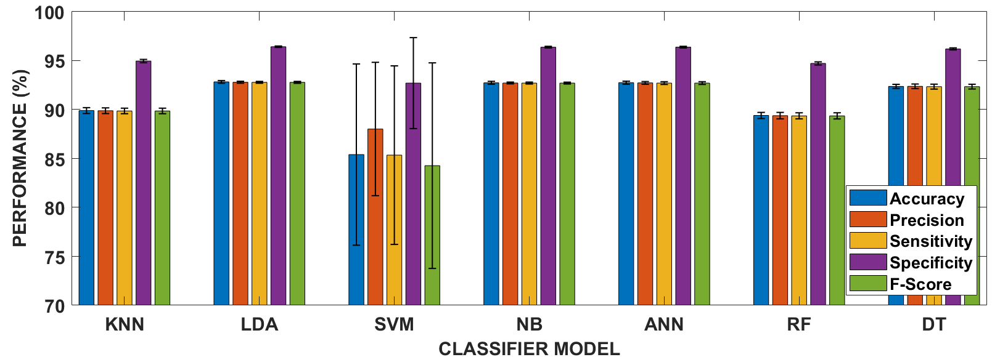 PERFORMANCE (%)
100
95
90
85
80
75
70
Accuracy
Precision
Sensitivity
Specificity
F-Score
KNN LDA SVM NB ANN RF DT
CLASSIFIER MODEL